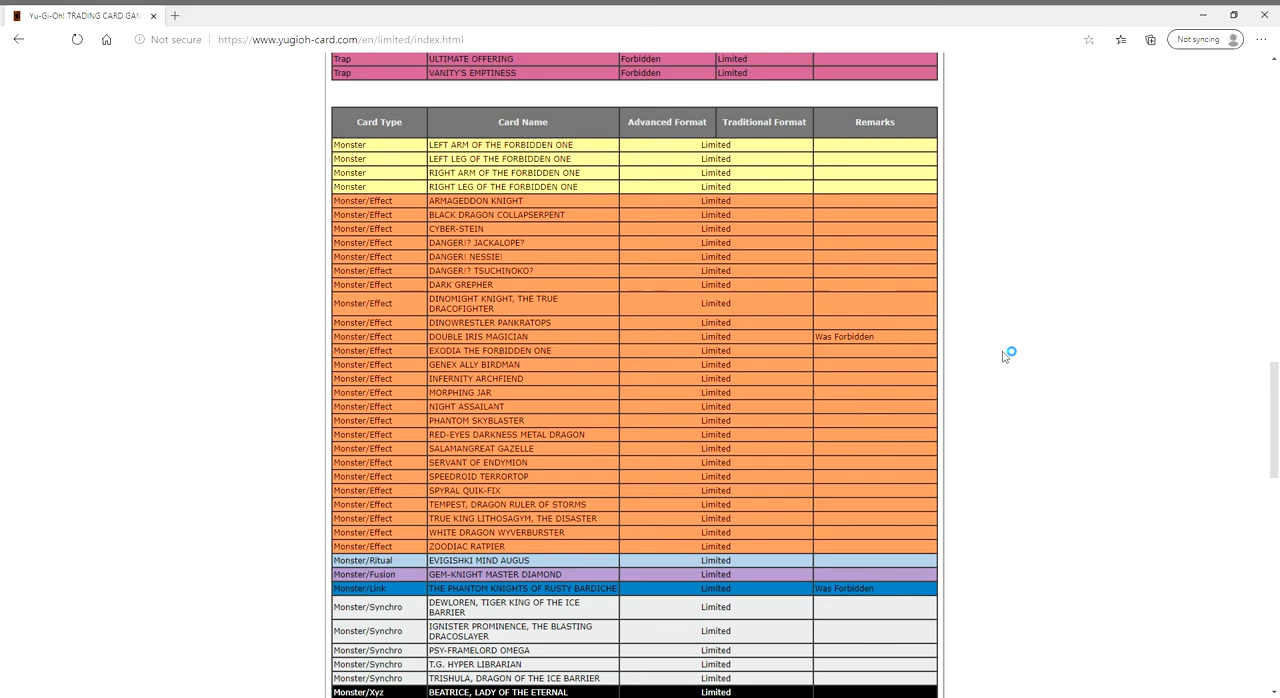 Yu-Gi-Oh! TRADING CARD GAM
Not secure https://www.yugioh-card.com/en/limited/index.html Not syncing
Trap ULTIMATE OFFERING Forbidden Limited
Trap VANITY'S EMPTINESS Forbidden Limited
Card Type Card Name Advanced Format Traditional Format Remarks
Monster LEFT ARM OF THE FORBIDDEN ONE Limited
Monster LEFT LEG OF THE FORBIDDEN ONE Limited
Monster RIGHT ARM OF THE FORBIDDEN ONE Limited
Monster RIGHT LEG OF THE FORBIDDEN ONE Limited
Monster/Effect ARMAGEDDON KNIGHT Limited
Monster/Effect BLACK DRAGON COLLAPSERPENT Limited
Monster/Effect CYBER-STEIN Limited
Monster/Effect DANGER!? JACKALOPE? Limited
Monster/Effect DANGER! NESSIE! Limited
Monster/Effect DANGER!? TSUCHINOKO? Limited
Monster/Effect DARK GREPHER Limited
Monster/Effect DINOMIGHT KNIGHT, THE TRUE
DRACOFIGHTER Limited
Monster/Effect DINOWRESTLER PANKRATOPS Limited
Monster/Effect DOUBLE IRIS MAGICIAN Limited Was Forbidden
Monster/Effect EXODIA THE FORBIDDEN ONE Limited
Monster/Effect GENEX ALLY BIRDMAN Limited
Monster/Effect INFERNITY ARCHFIEND Limited
Monster/Effect MORPHING JAR Limited
Monster/Effect NIGHT ASSAILANT Limited
Monster/Effect PHANTOM SKYBLASTER Limited
Monster/Effect RED-EYES DARKNESS METAL DRAGON Limited
Monster/Effect SALAMANGREAT GAZELLE Limited
Monster/Effect SERVANT OF ENDYMION Limited
Monster/Effect SPEEDROID TERRORTOP Limited
Monster/Effect SPYRAL QUIK-FIX Limited
Monster/Effect TEMPEST, DRAGON RULER OF STORMS Limited
Monster/Effect TRUE KING LITHOSAGYM, THE DISASTER Limited
Monster/Effect WHITE DRAGON WYVERBURSTER Limited
Monster/Effect ZOODIAC RATPIER Limited
Monster/Ritual EVIGISHKI MIND AUGUS Limited
Monster/Fusion GEM-KNIGHT MASTER DIAMOND Limited
Monster/Link THE PHANTOM KNIGHTS OF RUSTY BARDICHE Limited Was Forbidden
Monster/Synchro DEWLOREN, TIGER KING OF THE ICE
BARRIER Limited
Monster/Synchro IGNISTER PROMINENCE, THE BLASTING
DRACOSLAYER Limited
Monster/Synchro PSY-FRAMELORD OMEGA Limited
Monster/Synchro T.G. HYPER LIBRARIAN Limited
Monster/Synchro TRISHULA, DRAGON OF THE ICE BARRIER Limited
Monster/Xyz BEATRICE, LADY OF THE ETERNAL Limited